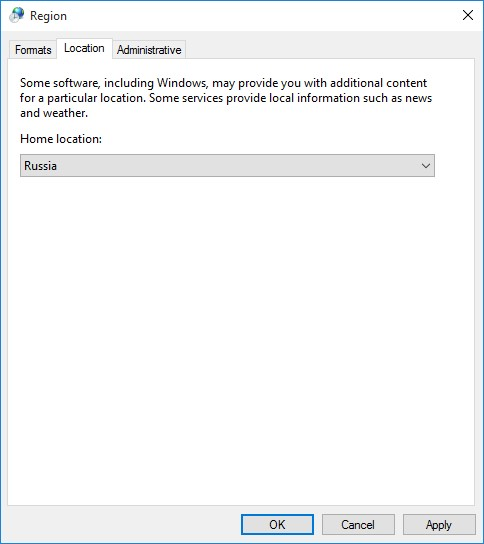 Region
Formats
Location
Administrative
Some software, including Windows, may provide you with additional content
for a particular location. Some services provide local information such as news
and weather.
Home location:
Russia
OK
Cancel
Apply